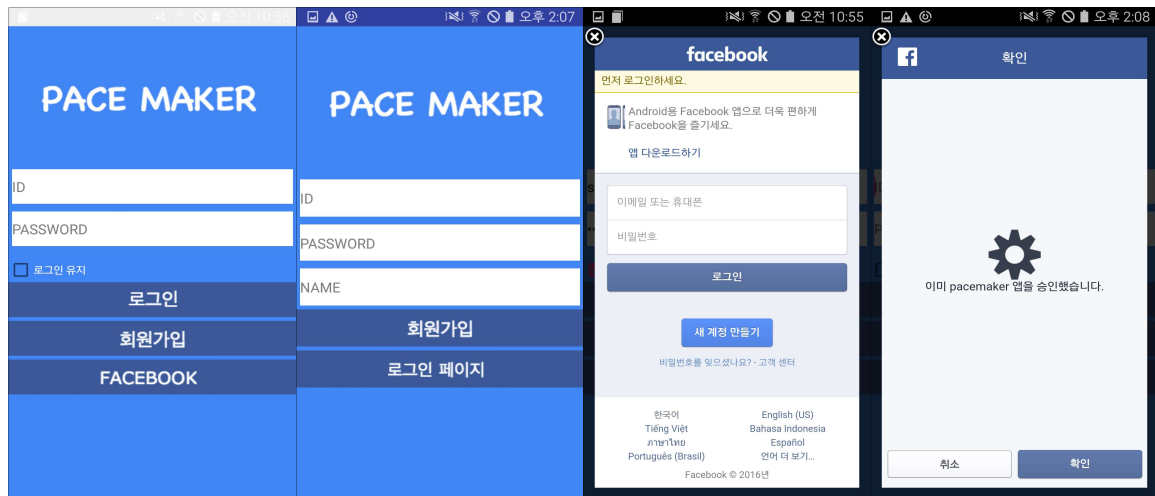 오전 10:55
PACE MAKER
ID
PASSWORD
로그인 유지
로그인
회원가입
FACEBOOK
오후 2:07
PACE MAKER
ID
PASSWORD
NAME
회원가입
로그인 페이지
오전 10:55
facebook
먼저 로그인하세요.
Android용 Facebook 앱으로 더욱 편하게
Facebook을 즐기세요.
앱 다운로드하기
이메일 또는 휴대폰
비밀번호
로그인
새 계정 만들기
비밀번호를 잊으셨나요? - 고객 센터
한국어 English (US)
Tiếng Việt Bahasa Indonesia
ภาษาไทย Español
Português (Brasil) 언어 더 보기...
Facebook © 2016년
오후 2:08
확인
이미 pacemaker 앱을 승인했습니다.
취소 확인